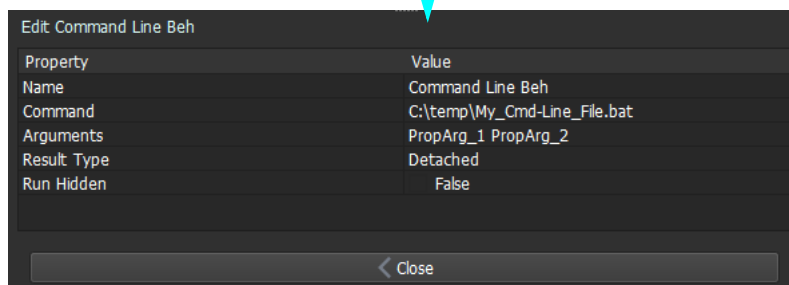 Edit Command Line Beh
Property Value
Name Command Line Beh
Command C:\temp\My_Cmd-Line_File.bat
Arguments PropArg_1 PropArg_2
Result Type Detached
Run Hidden False
Close